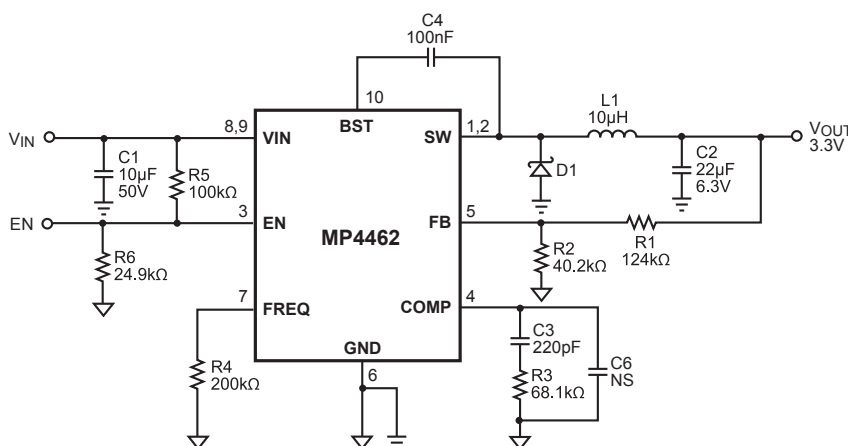 C4
100nF
10
BST
L1
10µH
8,9
VIN
SW
1,2
VIN
VOUT
3.3V
C1
10µF
50V
R5
100kΩ
D1
C2
22µF
6.3V
3
EN
EN
FB
5
MP4462
R6
24.9kΩ
R2
40.2kΩ
R1
124kΩ
7
FREQ
COMP
4
C3
220pF
GND
6
R4
200kΩ
R3
68.1kΩ
C6
NS